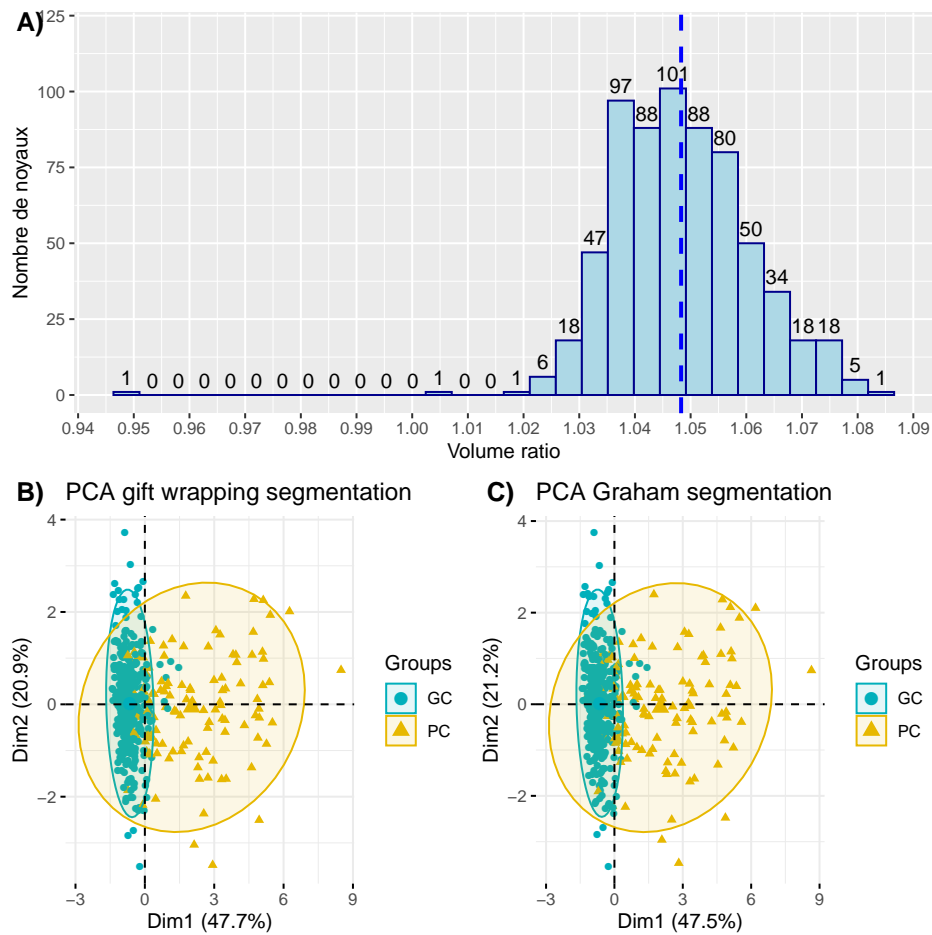 A)
125
100
75
50
25
0
Nombre de noyaux
1 0 0 0 0 0 0 0 0 0 0 0 1 0 0 1 6 18 47 97 88 101 88 80 50 34 18 18 5 1
0.94 0.95 0.96 0.97 0.98 0.99 1.00 1.01 1.02 1.03 1.04 1.05 1.06 1.07 1.08 1.09
Volume ratio
B) PCA gift wrapping segmentation
4
2
0
−2
Dim2 (20.9%)
−3 0 3 6 9
Dim1 (47.7%)
Groups
GC
PC
C) PCA Graham segmentation
4
2
0
−2
Dim2 (21.2%)
−3 0 3 6 9
Dim1 (47.5%)
Groups
GC
PC